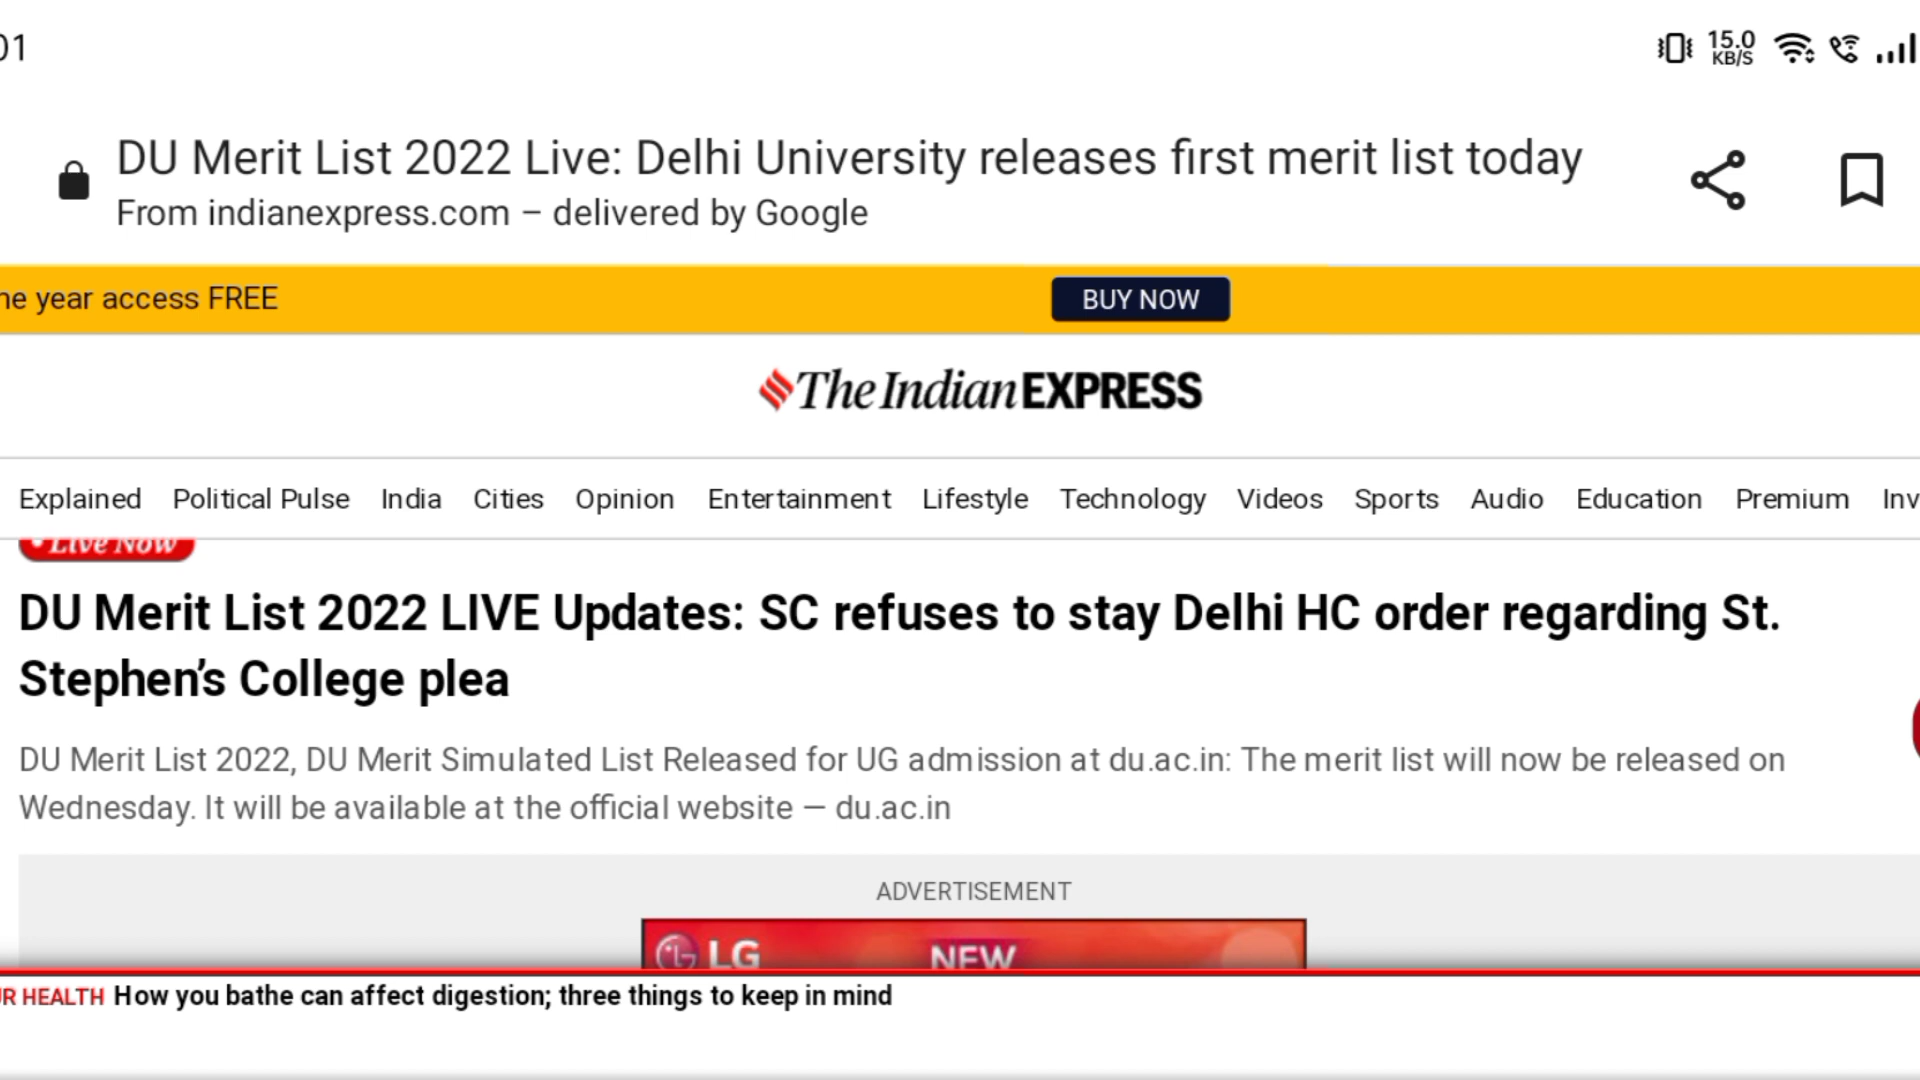 01
15.0
KB/S
DU Merit List 2022 Live: Delhi University releases first merit list today
From indianexpress.com – delivered by Google
ne year access FREE
BUY NOW
The Indian EXPRESS
Explained Political Pulse India Cities Opinion Entertainment Lifestyle Technology Videos Sports Audio Education Premium Inv
• Live Now
DU Merit List 2022 LIVE Updates: SC refuses to stay Delhi HC order regarding St.
Stephen’s College plea
DU Merit List 2022, DU Merit Simulated List Released for UG admission at du.ac.in: The merit list will now be released on
Wednesday. It will be available at the official website — du.ac.in
ADVERTISEMENT
LG NEW
UR HEALTH How you bathe can affect digestion; three things to keep in mind